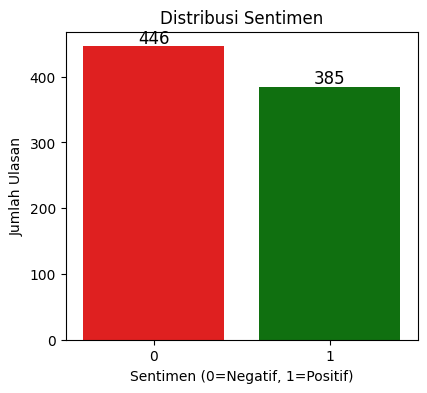 Distribusi Sentimen
446
385
400
300
200
100
0
Jumlah Ulasan
0 1
Sentimen (0=Negatif, 1=Positif)